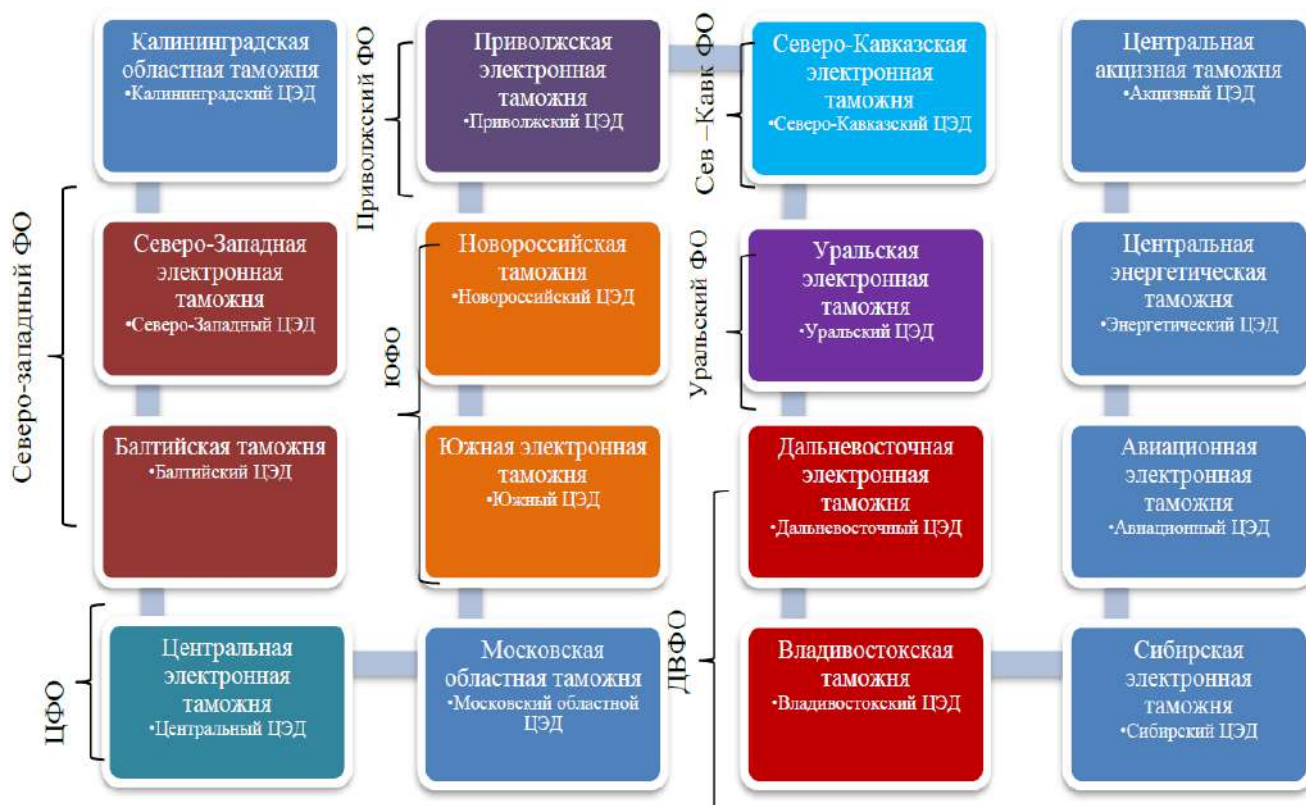 Калининградская
областная таможня
•Калининградский ЦЭД
Северо-западный ФО
Северо-Западная
электронная
таможня
•Северо-Западный ЦЭД
Балтийская таможня
•Балтийский ЦЭД
ЦФО
Центральная
электронная
таможня
•Центральный ЦЭД
Московская
областная таможня
•Московский областной
ЦЭД
ЮФО
Южная электронная
таможня
•Южный ЦЭД
Новороссийская
таможня
•Новороссийский ЦЭД
Приволжский ФО
Приволжская
электронная
таможня
•Приволжский ЦЭД
Сев –Кавк ФО
Северо-Кавказская
электронная
таможня
•Северо-Кавказский ЦЭД
Уральский ФО
Уральская
электронная
таможня
•Уральский ЦЭД
ДВФО
Дальневосточная
электронная
таможня
•Дальневосточный ЦЭД
Владивостокская
таможня
•Владивостокский ЦЭД
Сибирская
электронная
таможня
•Сибирский ЦЭД
Авиационная
электронная
таможня
•Авиационный ЦЭД
Центральная
энергетическая
таможня
•Энергетический ЦЭД
Центральная
акцизная таможня
•Акцизный ЦЭД